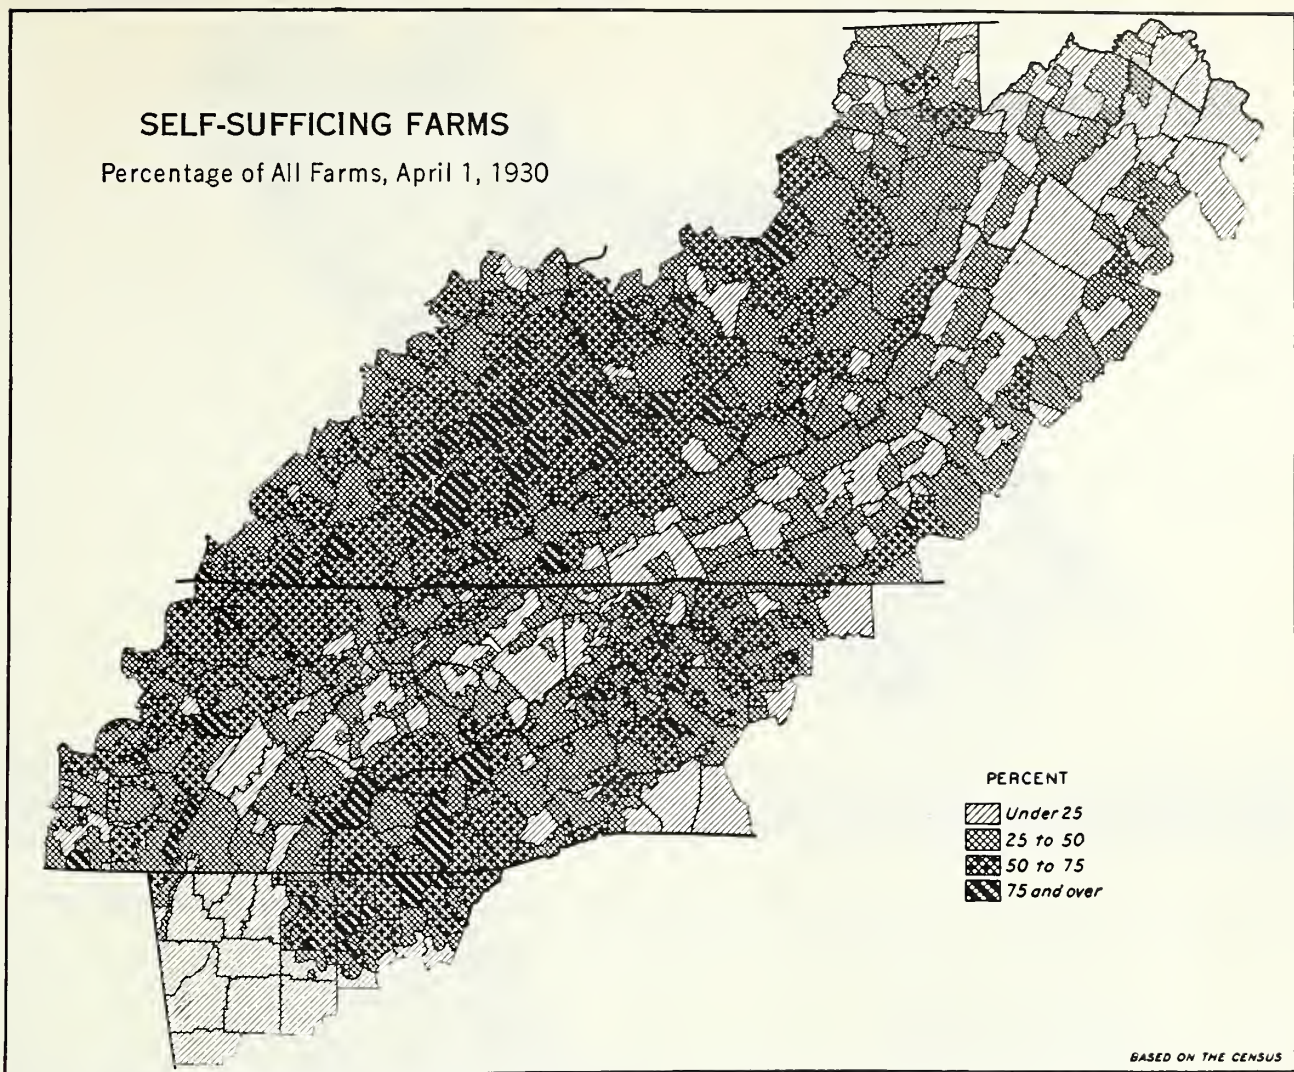 SELF-SUFFICING FARMS
Percentage of All Farms, April 1, 1930
PERCENT
Under 25
25 to 50
50 to 75
75 and over
BASED ON THE CENSUS